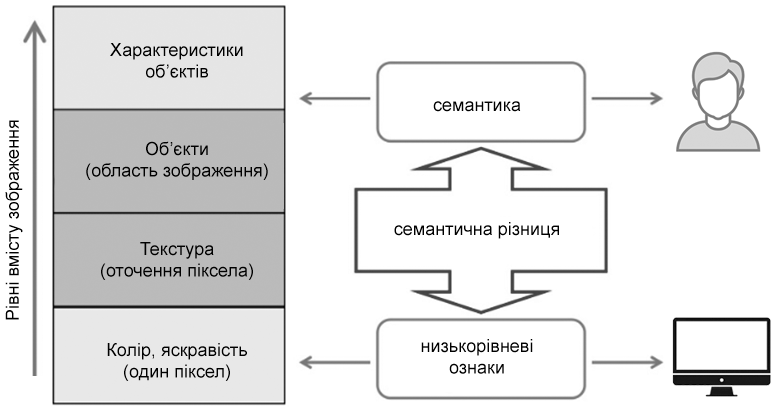 Рівні вмісту зображення
Характеристики
об’єктів
Об’єкти
(область зображення)
Текстура
(оточення піксела)
Колір, яскравість
(один піксел)
семантика
семантична різниця
низькорівневі
ознаки